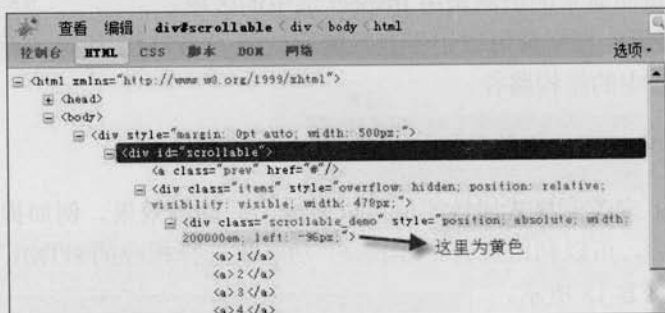 查看 编辑 div#scrollable < div < body < html
控制台 HTML CSS 脚本 DOM 网络 选项
<html xmlns="http://www.w3.org/1999/xhtml">
<head>
<body>
<div style="margin: 0pt auto; width: 500px;">
<div id="scrollable">
<a class="prev" href="#"/>
<div class="items" style="overflow: hidden; position: relative;
visibility: visible; width: 478px;">
<div class="scrollable_demo" style="position: absolute; width:
200000em; left: -96px;">
这里为黄色
<a>1</a>
<a>2</a>
<a>3</a>
<a>4</a>